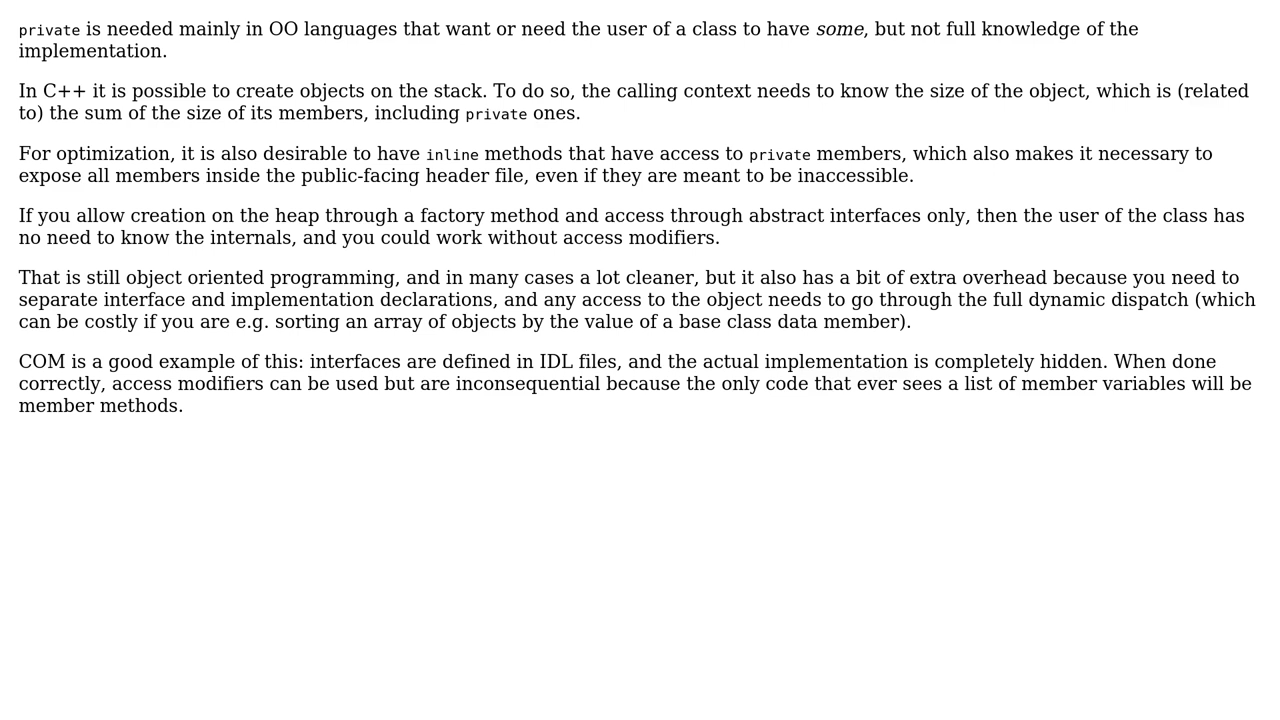 private is needed mainly in OO languages that want or need the user of a class to have some, but not full knowledge of the
implementation.
In C++ it is possible to create objects on the stack. To do so, the calling context needs to know the size of the object, which is (related
to) the sum of the size of its members, including private ones.
For optimization, it is also desirable to have inline methods that have access to private members, which also makes it necessary to
expose all members inside the public-facing header file, even if they are meant to be inaccessible.
If you allow creation on the heap through a factory method and access through abstract interfaces only, then the user of the class has
no need to know the internals, and you could work without access modifiers.
That is still object oriented programming, and in many cases a lot cleaner, but it also has a bit of extra overhead because you need to
separate interface and implementation declarations, and any access to the object needs to go through the full dynamic dispatch (which
can be costly if you are e.g. sorting an array of objects by the value of a base class data member).
COM is a good example of this: interfaces are defined in IDL files, and the actual implementation is completely hidden. When done
correctly, access modifiers can be used but are inconsequential because the only code that ever sees a list of member variables will be
member methods.